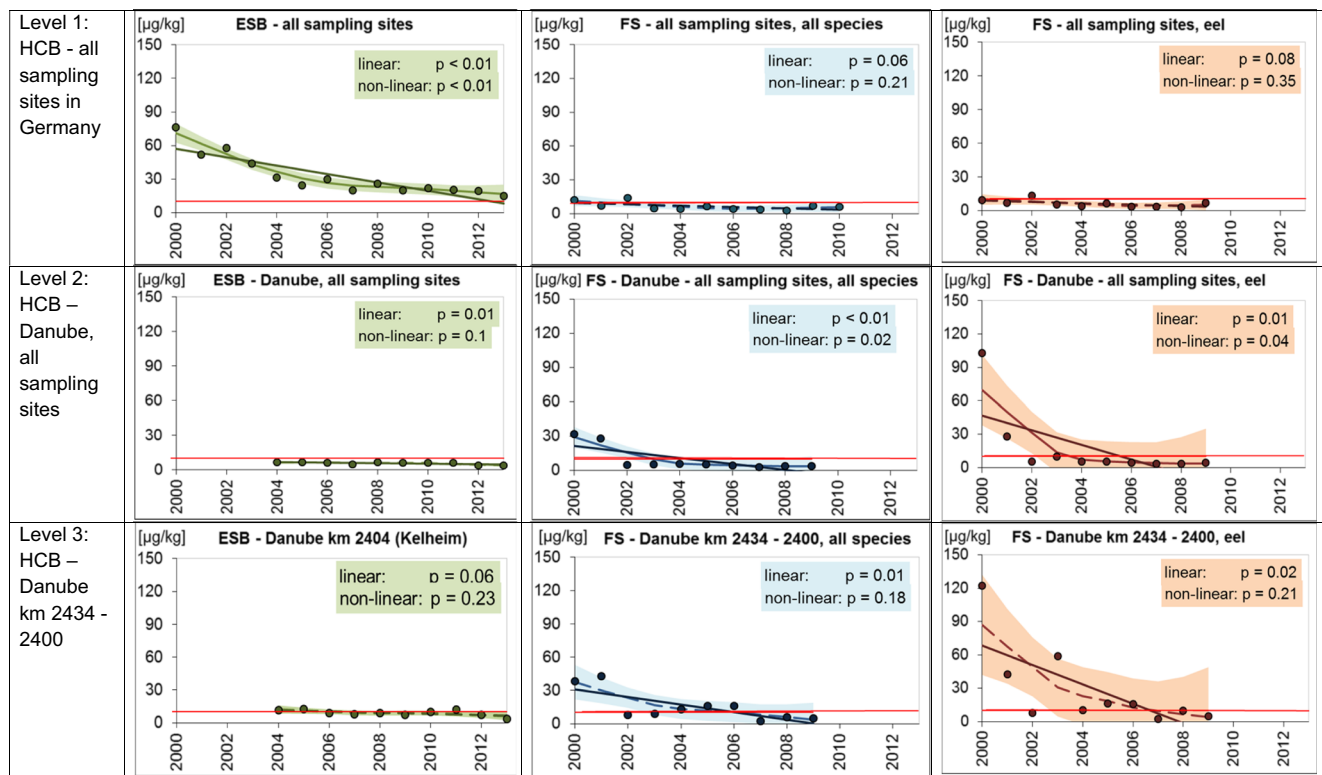 Level 1:
HCB - all
sampling
sites in
Germany
[µg/kg]
ESB - all sampling sites
linear: p < 0.01
non-linear: p < 0.01
150
120
90
60
30
0
2000
2002
2004
2006
2008
2010
2012
[µg/kg]
FS - all sampling sites, all species
linear: p = 0.06
non-linear: p = 0.21
150
120
90
60
30
0
2000
2002
2004
2006
2008
2010
2012
[µg/kg]
FS - all sampling sites, eel
linear: p = 0.08
non-linear: p = 0.35
150
120
90
60
30
0
2000
2002
2004
2006
2008
2010
2012
Level 2:
HCB –
Danube,
all
sampling
sites
[µg/kg]
ESB - Danube, all sampling sites
linear: p = 0.01
non-linear: p = 0.1
150
120
90
60
30
0
2000
2002
2004
2006
2008
2010
2012
[µg/kg]
FS - Danube - all sampling sites, all species
linear: p < 0.01
non-linear: p = 0.02
150
120
90
60
30
0
2000
2002
2004
2006
2008
2010
2012
[µg/kg]
FS - Danube - all sampling sites, eel
linear: p = 0.01
non-linear: p = 0.04
150
120
90
60
30
0
2000
2002
2004
2006
2008
2010
2012
Level 3:
HCB –
Danube
km 2434 -
2400
[µg/kg]
ESB - Danube km 2404 (Kelheim)
linear: p = 0.06
non-linear: p = 0.23
150
120
90
60
30
0
2000
2002
2004
2006
2008
2010
2012
[µg/kg]
FS - Danube km 2434 - 2400, all species
linear: p = 0.01
non-linear: p = 0.18
150
120
90
60
30
0
2000
2002
2004
2006
2008
2010
2012
[µg/kg]
FS - Danube km 2434 - 2400, eel
linear: p = 0.02
non-linear: p = 0.21
150
120
90
60
30
0
2000
2002
2004
2006
2008
2010
2012